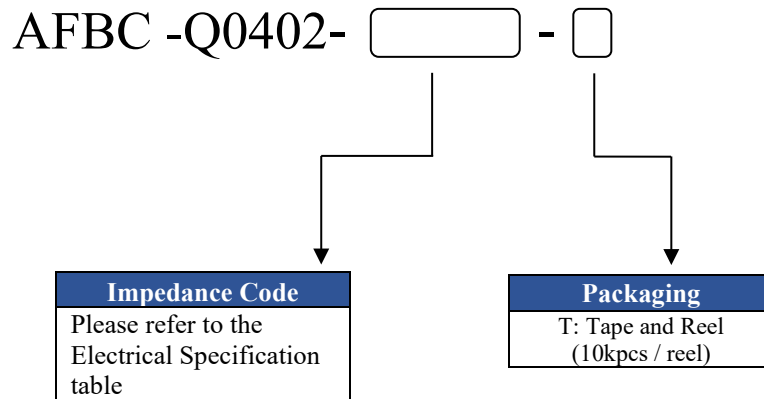 AFBC -Q0402- -
Impedance Code
Please refer to the
Electrical Specification
table
Packaging
T: Tape and Reel
(10kpcs / reel)